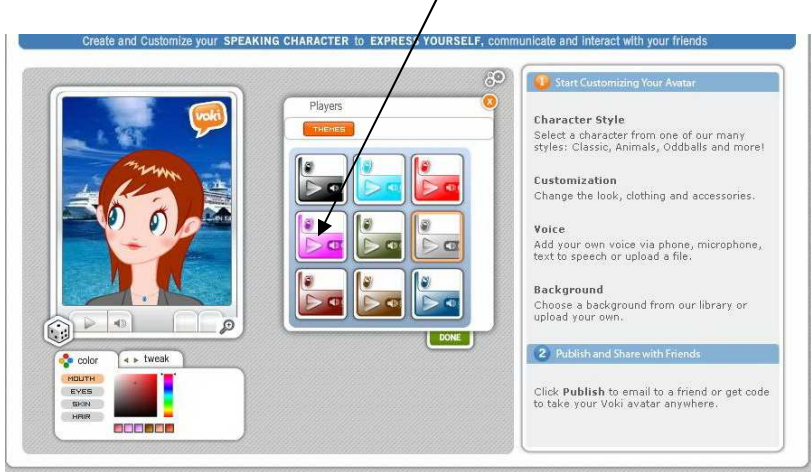 Create and Customize your SPEAKING CHARACTER to EXPRESS YOURSELF, communicate and interact with your friends
voki
Players
x
THEMES
DONE
color
tweak
MOUTH
EYES
SKIN
HAIR
1 Start Customizing Your Avatar
Character Style
Select a character from one of our many
styles: Classic, Animals, Oddballs and more!
Customization
Change the look, clothing and accessories.
Voice
Add your own voice via phone, microphone,
text to speech or upload a file.
Background
Choose a background from our library or
upload your own.
2 Publish and Share with Friends
Click Publish to email to a friend or get code
to take your Voki avatar anywhere.